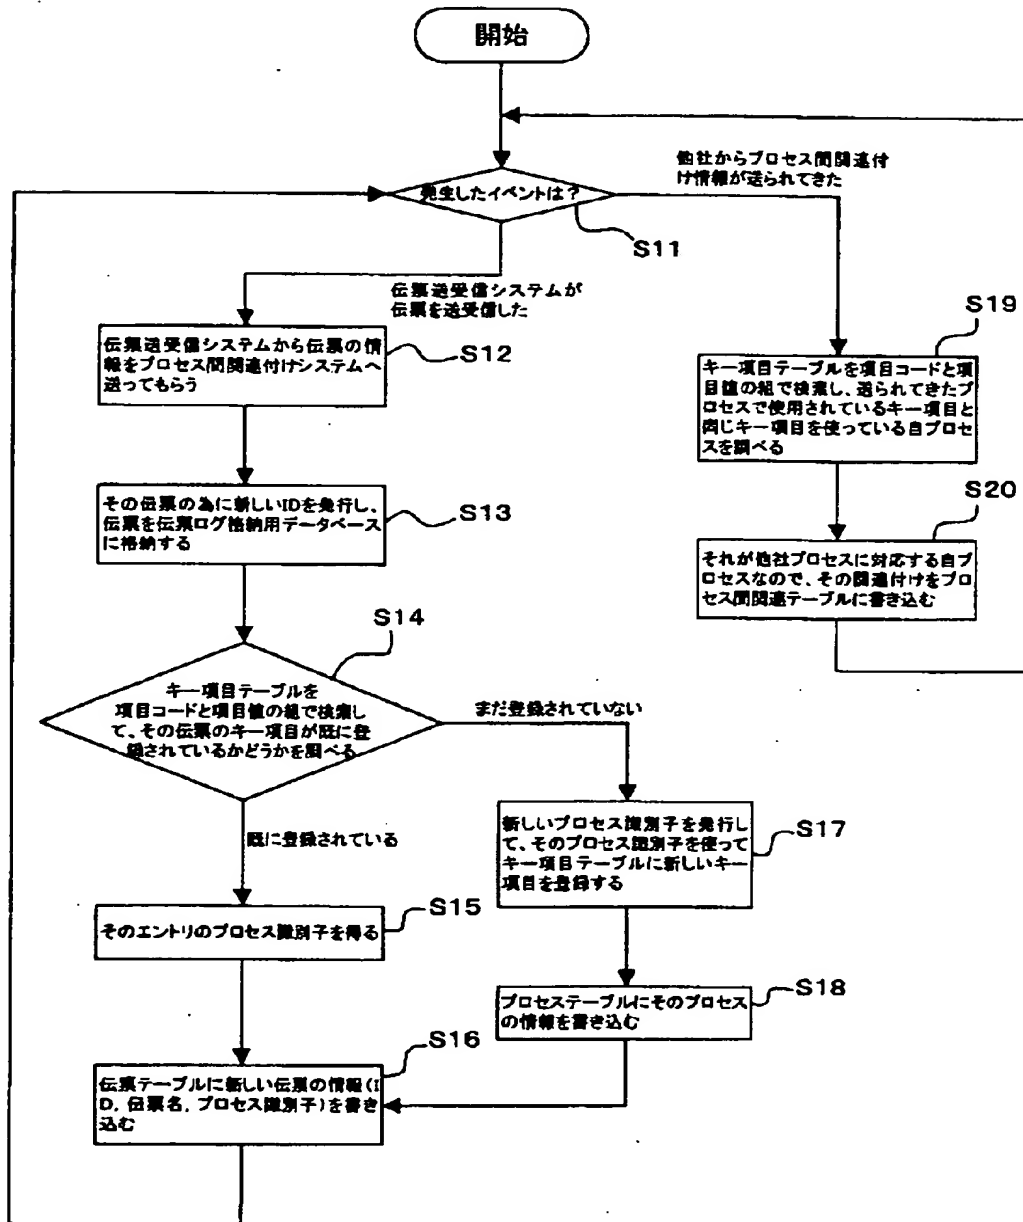 開始
他社からプロセス間関連付
け情報が送られてきた
発生したイベントは？
S11
伝票送受信システムが
伝票を送受信した
S12
伝票送受信システムから伝票の情
報をプロセス間関連付けシステムへ
送ってもらう
S19
キー項目テーブルを項目コードと項
目値の組で検索し、送られてきたプ
ロセスで使用されているキー項目と
同じキー項目を使っている自プロセ
スを調べる
S13
その伝票の為に新しいIDを発行し、
伝票を伝票ログ格納用データベース
に格納する
S20
それが他社プロセスに対応する自プ
ロセスなので、その関連付けをプロ
セス間関連テーブルに書き込む
S14
キー項目テーブルを
項目コードと項目値の組で検索し
て、その伝票のキー項目が既に登
録されているかどうかを調べる
まだ登録されていない
既に登録されている
S17
新しいプロセス識別子を発行し
て、そのプロセス識別子を使って
キー項目テーブルに新しいキー
項目を登録する
S15
そのエントリのプロセス識別子を得る
S18
プロセステーブルにそのプロセス
の情報を書き込む
S16
伝票テーブルに新しい伝票の情報(I
D, 伝票名, プロセス識別子)を書き
込む